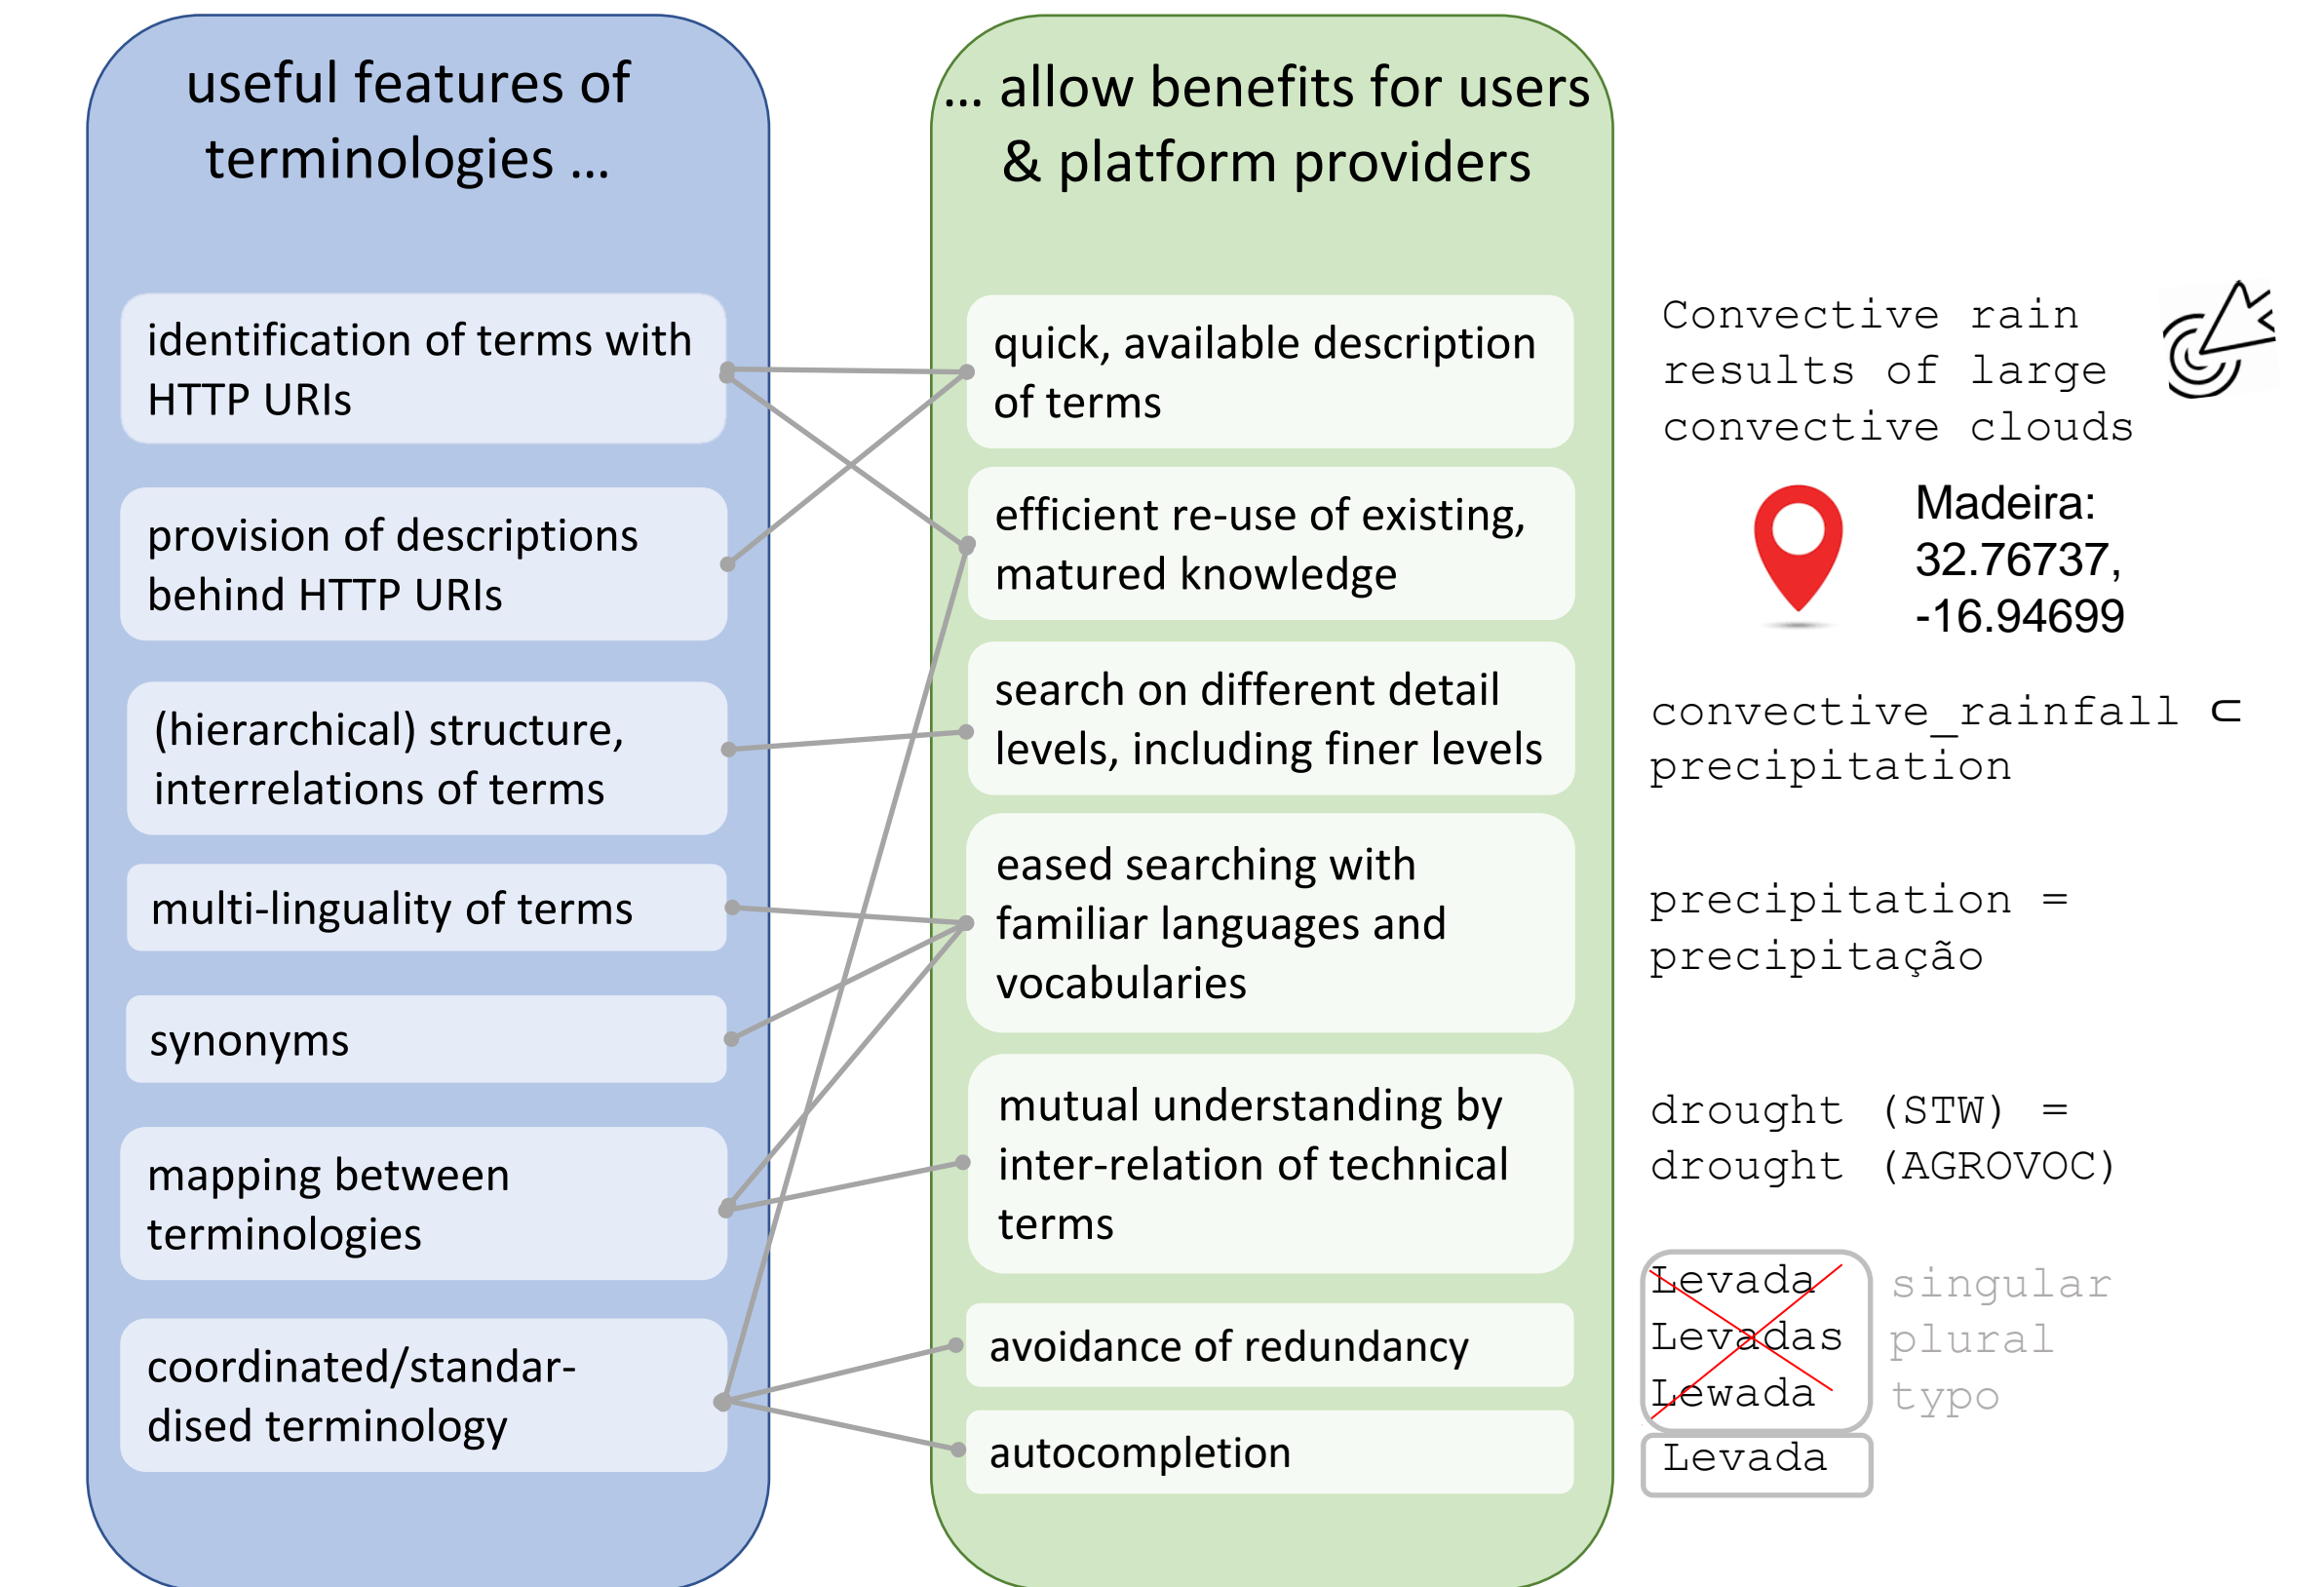 useful features of
terminologies ...
identification of terms with
HTTP URIs
provision of descriptions
behind HTTP URIs
(hierarchical) structure,
interrelations of terms
multi-linguality of terms
synonyms
mapping between
terminologies
coordinated/standar-
dised terminology
... allow benefits for users
& platform providers
quick, available description
of terms
efficient re-use of existing,
matured knowledge
search on different detail
levels, including finer levels
eased searching with
familiar languages and
vocabularies
mutual understanding by
inter-relation of technical
terms
avoidance of redundancy
autocompletion
Convective rain
results of large
convective clouds
Madeira:
32.76737,
-16.94699
convective_rainfall ⊂
precipitation
precipitation =
precipitação
drought (STW) =
drought (AGROVOC)
Levada singular
Levadas plural
Lewada typo
Levada